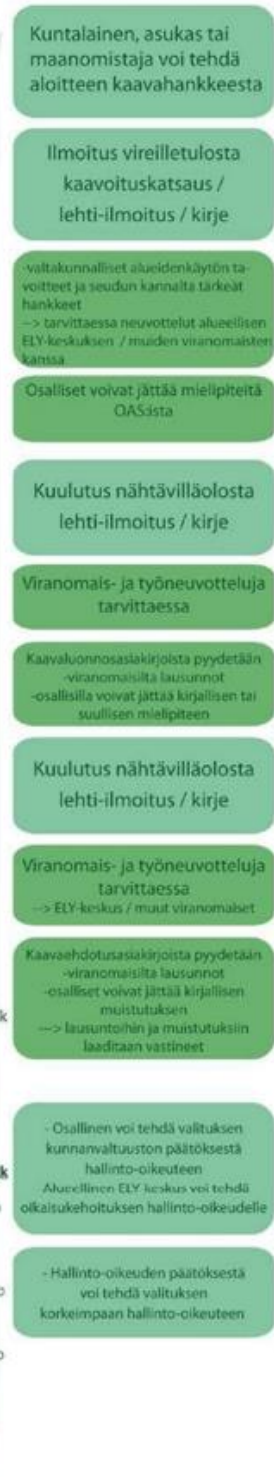 Kuntalainen, asukas tai
maanomistaja voi tehdä
aloitteen kaavahankkeesta
Ilmoitus vireilletulosta
kaavoituskatsaus /
lehti-ilmoitus / kirje
-valtakunnalliset alueidenkäytön ta-
voitteet ja seudun kannalta tärkeät
hankkeet
--> tarvittaessa neuvottelut alueellisen
ELY-keskuksen / muiden viranomaisten
kanssa
Osalliset voivat jättää mielipiteitä
OAS:ista
Kuulutus nähtävilläolosta
lehti-ilmoitus / kirje
Viranomais- ja työneuvotteluja
tarvittaessa
Kaavaluonnosasiakirjoista pyydetään
-viranomaisilta lausunnot
-osallisilla voivat jättää kirjallisen tai
suullisen mielipiteen
Kuulutus nähtävilläolosta
lehti-ilmoitus / kirje
Viranomais- ja työneuvotteluja
tarvittaessa
--> ELY-keskus / muut viranomaiset
Kaavaehdotusasiakirjoista pyydetään
-viranomaisilta lausunnot
-osalliset voivat jättää kirjallisen
muistutuksen
---> lausuntoihin ja muistutuksiin
laaditaan vastineet
- Osallinen voi tehdä valituksen
kunnanvaltuuston päätöksestä
hallinto-oikeuteen
Alueellinen ELY keskus voi tehdä
oikaisukehoituksen hallinto-oikeudelle
- Hallinto-oikeuden päätöksestä
voi tehdä valituksen
korkeimpaan hallinto-oikeuteen